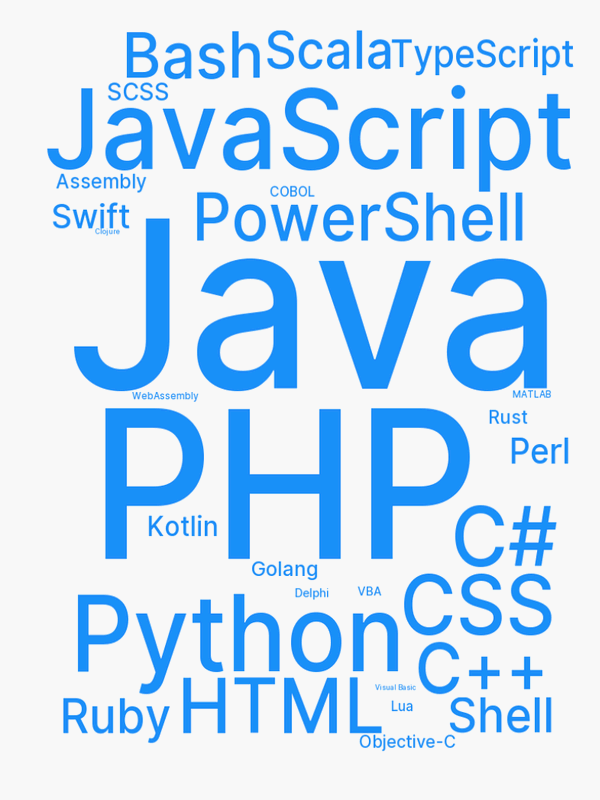 Bash Scala TypeScript
SCSS
JavaScript
Assembly
COBOL
Swift PowerShell
Clojure
Java
WebAssembly MATLAB
PHP
Rust
Perl
Kotlin
C#
Golang
Delphi VBA
CSS
Python
C++
Visual Basic
HTML
Lua
Ruby
Shell
Objective-C